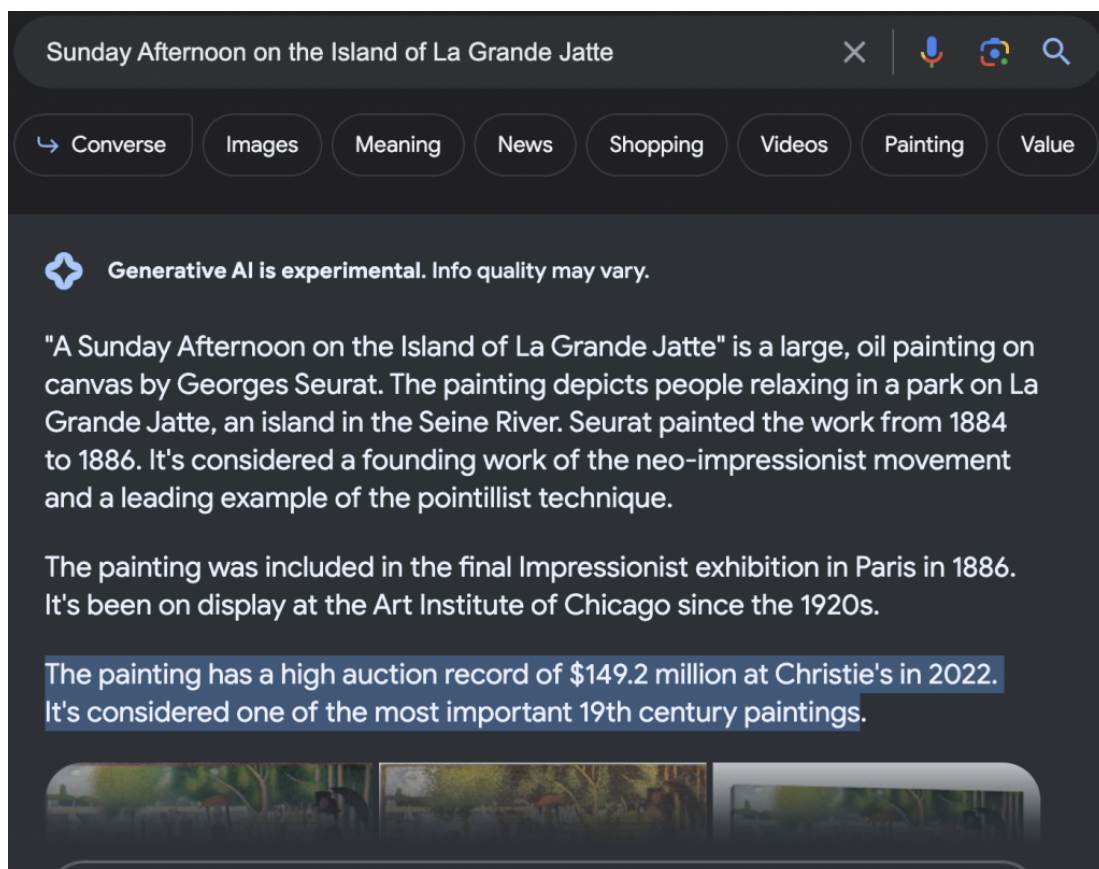 Sunday Afternoon on the Island of La Grande Jatte
Converse
Images
Meaning
News
Shopping
Videos
Painting
Value
Generative AI is experimental. Info quality may vary.
"A Sunday Afternoon on the Island of La Grande Jatte" is a large, oil painting on
canvas by Georges Seurat. The painting depicts people relaxing in a park on La
Grande Jatte, an island in the Seine River. Seurat painted the work from 1884
to 1886. It's considered a founding work of the neo-impressionist movement
and a leading example of the pointillist technique.
The painting was included in the final Impressionist exhibition in Paris in 1886.
It's been on display at the Art Institute of Chicago since the 1920s.
The painting has a high auction record of $149.2 million at Christie's in 2022.
It's considered one of the most important 19th century paintings.